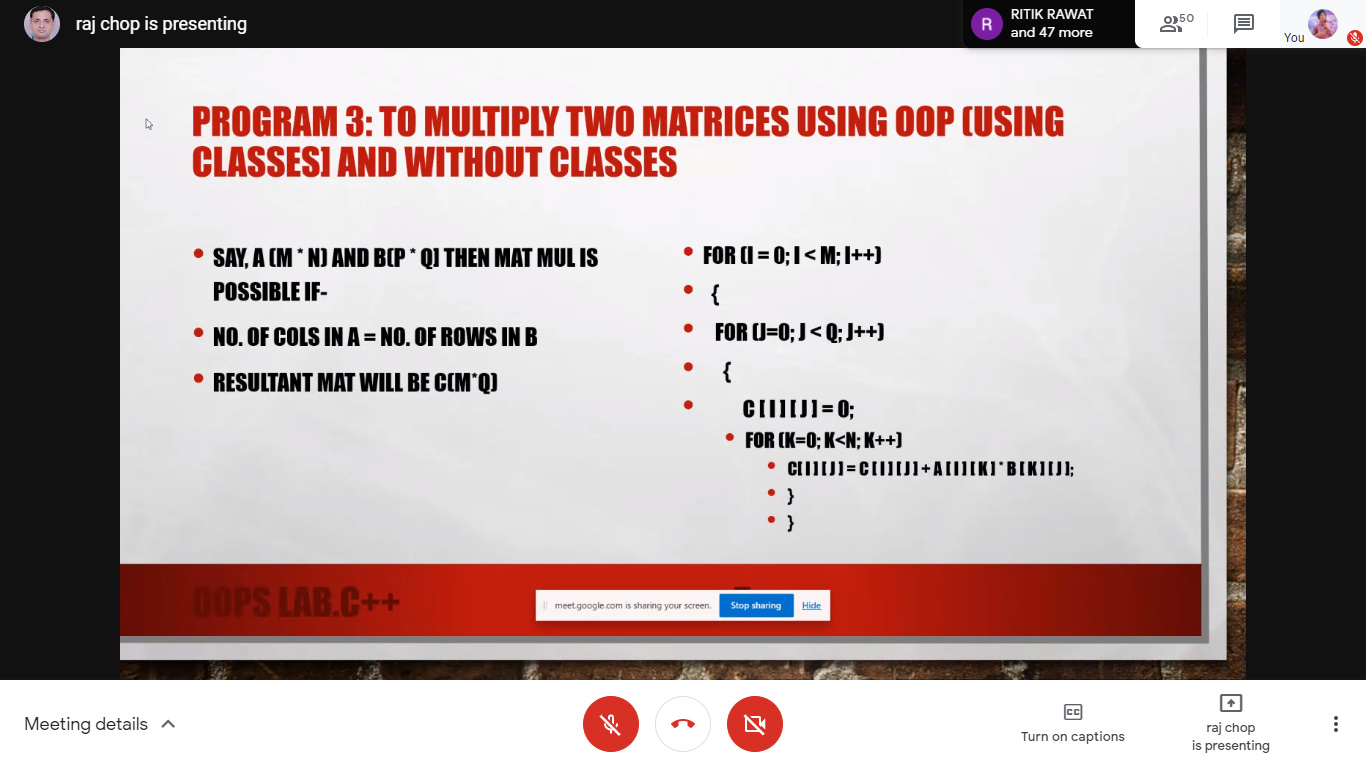 raj chop is presenting
R
RITIK RAWAT
and 47 more
50
You
PROGRAM 3: TO MULTIPLY TWO MATRICES USING OOP (USING
CLASSES) AND WITHOUT CLASSES
• SAY, A (M * N) AND B(P * Q) THEN MAT MUL IS
POSSIBLE IF-
• NO. OF COLS IN A = NO. OF ROWS IN B
• RESULTANT MAT WILL BE C(M*Q)
• FOR (I = 0; I < M; I++)
• {
• FOR (J=0; J < Q; J++)
• {
• C [ I ] [ J ] = 0;
• FOR (K=0; K<N; K++)
• C[ I ] [ J ] = C [ I ] [ J ] + A [ I ] [ K ] * B [ K ] [ J ];
• }
• }
OOPS LAB.C++
meet.google.com is sharing your screen.
Stop sharing
Hide
Meeting details
CC
Turn on captions
raj chop
is presenting